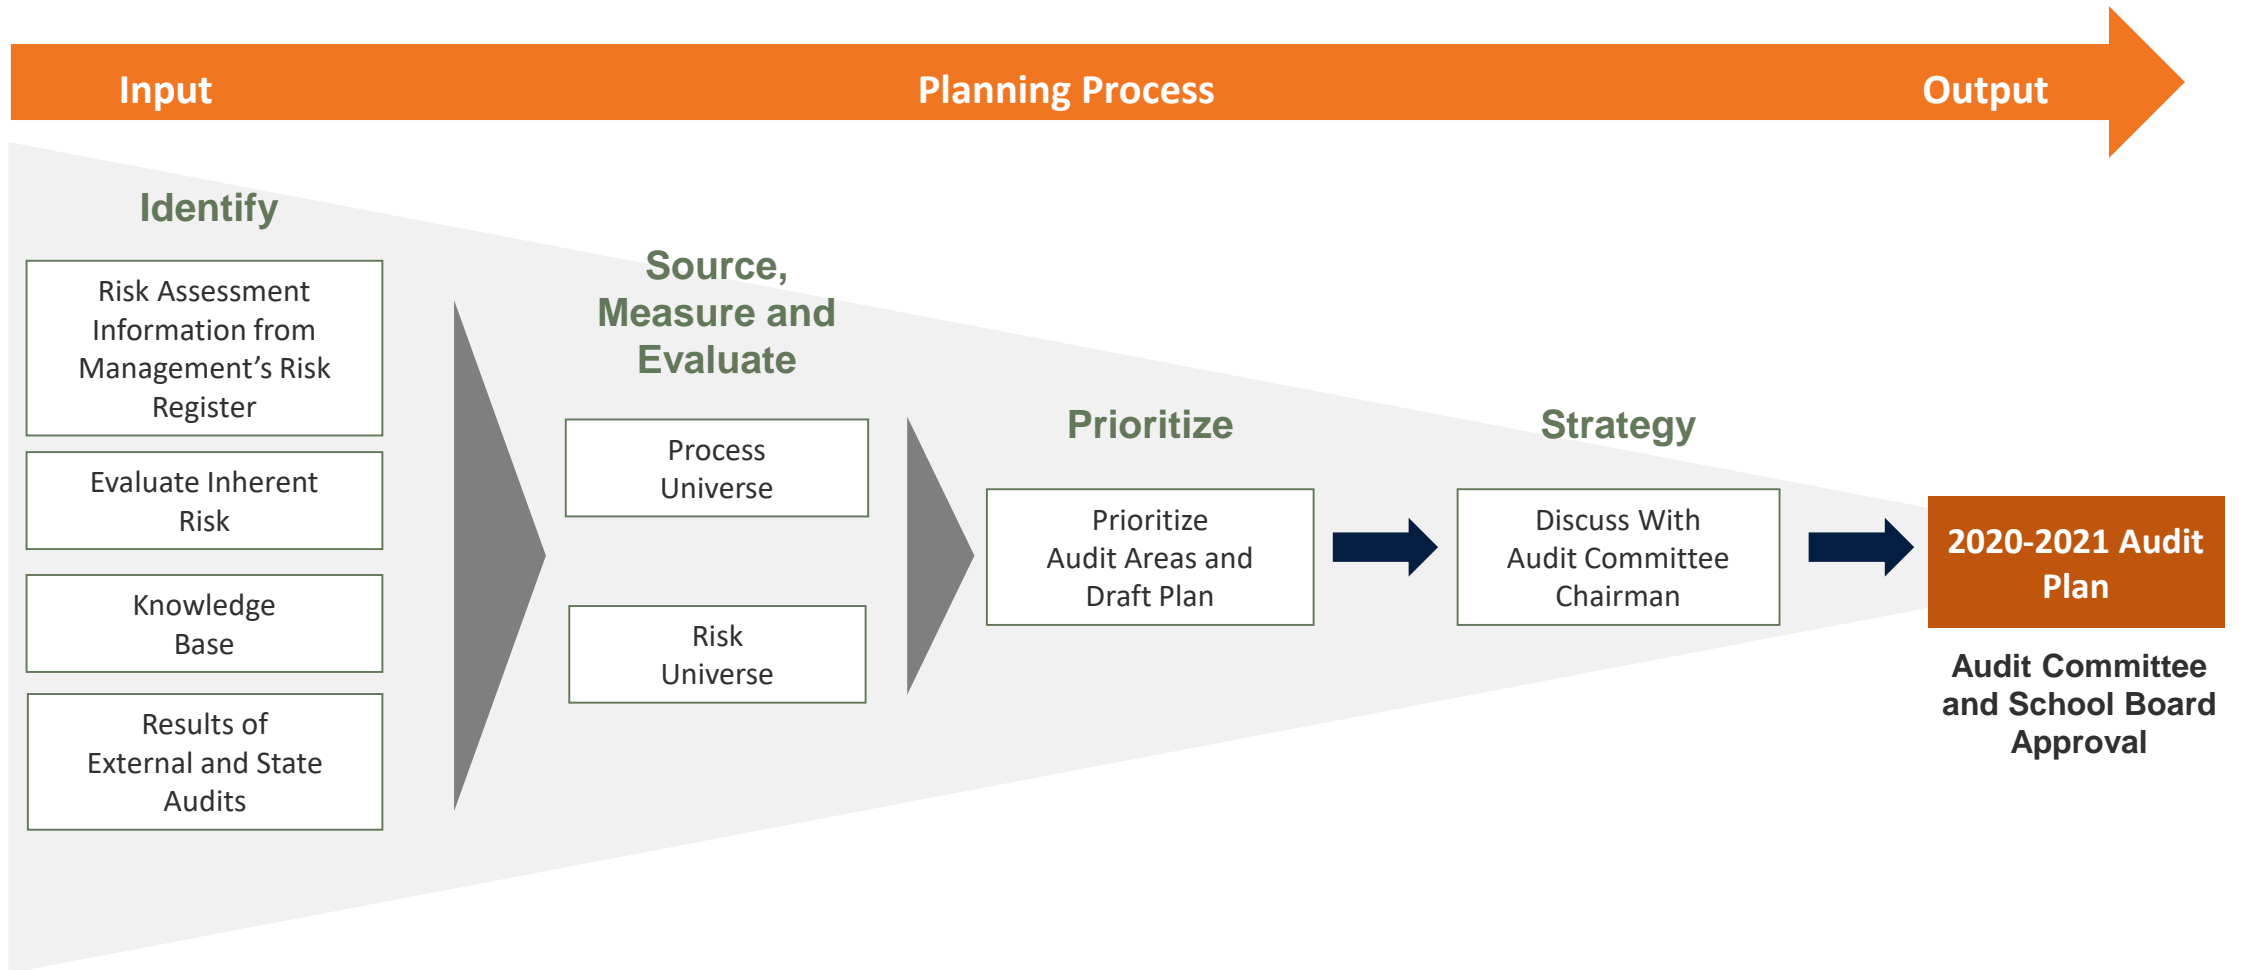 Input
Planning Process
Output
Identify
Risk Assessment
Information from
Management’s Risk
Register
Evaluate Inherent
Risk
Knowledge
Base
Results of
External and State
Audits
Source,
Measure and
Evaluate
Process
Universe
Risk
Universe
Prioritize
Prioritize
Audit Areas and
Draft Plan
Strategy
Discuss With
Audit Committee
Chairman
2020-2021 Audit
Plan
Audit Committee
and School Board
Approval